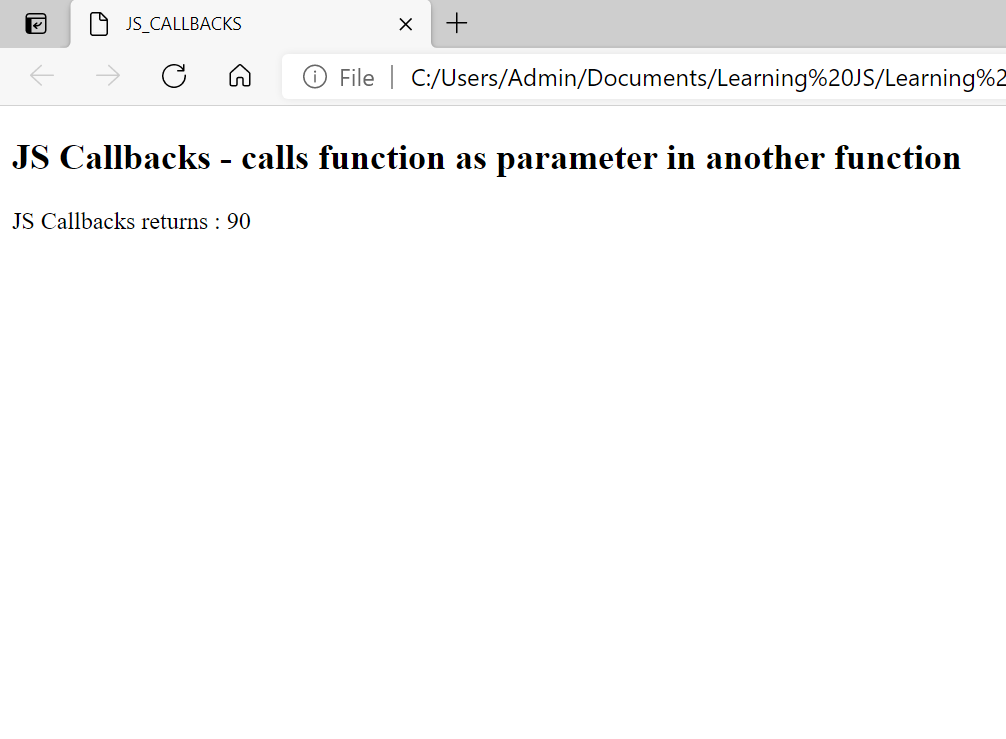 JS_CALLBACKS
File
C:/Users/Admin/Documents/Learning%20JS/Learning%2
JS Callbacks - calls function as parameter in another function
JS Callbacks returns : 90